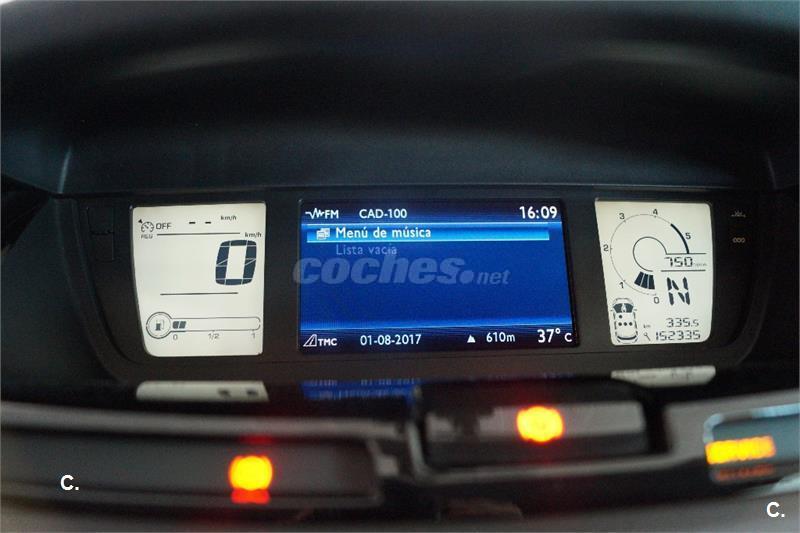 OFF -- km/h
REG
km/h
0
0 1/2 1
FM CAD-100 16:09
Menú de música
Lista vacía
coches.net
TMC 01-08-2017 610m 37° C
3 4 5
2
750
1 0 N
km 335.5
152335
C.
C.